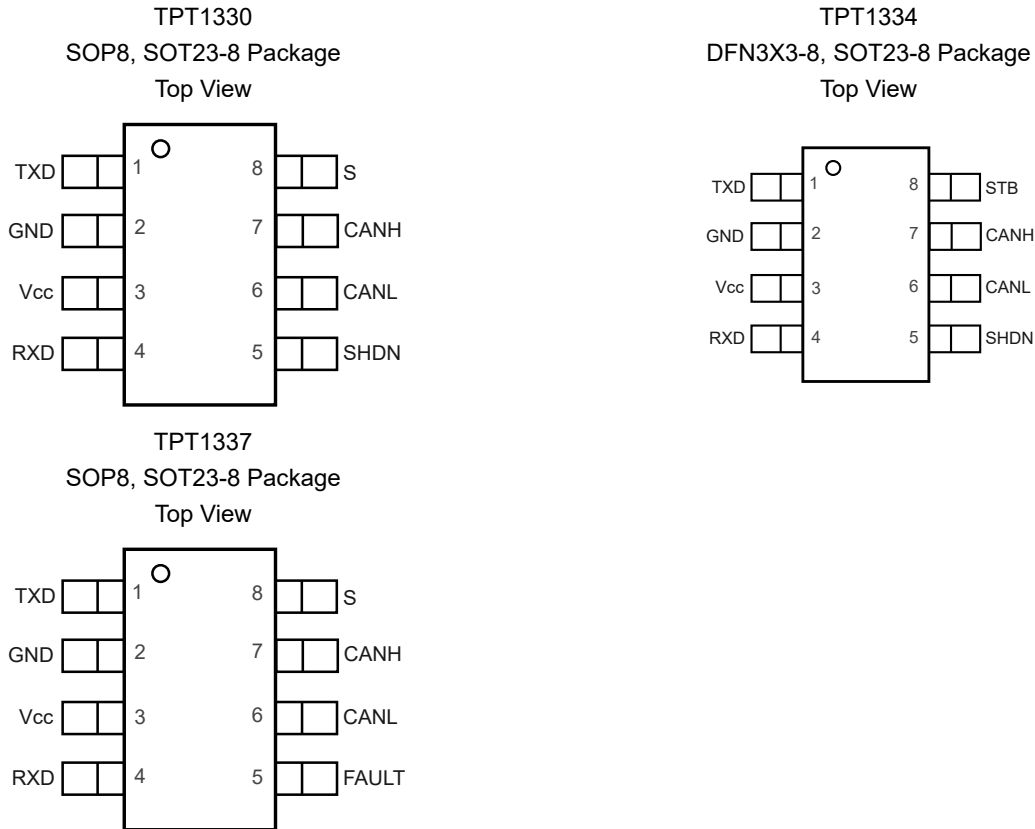 TPT1330
SOP8, SOT23-8 Package
Top View
TXD 1 8 S
GND 2 7 CANH
Vcc 3 6 CANL
RXD 4 5 SHDN
TPT1334
DFN3X3-8, SOT23-8 Package
Top View
TXD 1 8 STB
GND 2 7 CANH
Vcc 3 6 CANL
RXD 4 5 SHDN
TPT1337
SOP8, SOT23-8 Package
Top View
TXD 1 8 S
GND 2 7 CANH
Vcc 3 6 CANL
RXD 4 5 FAULT